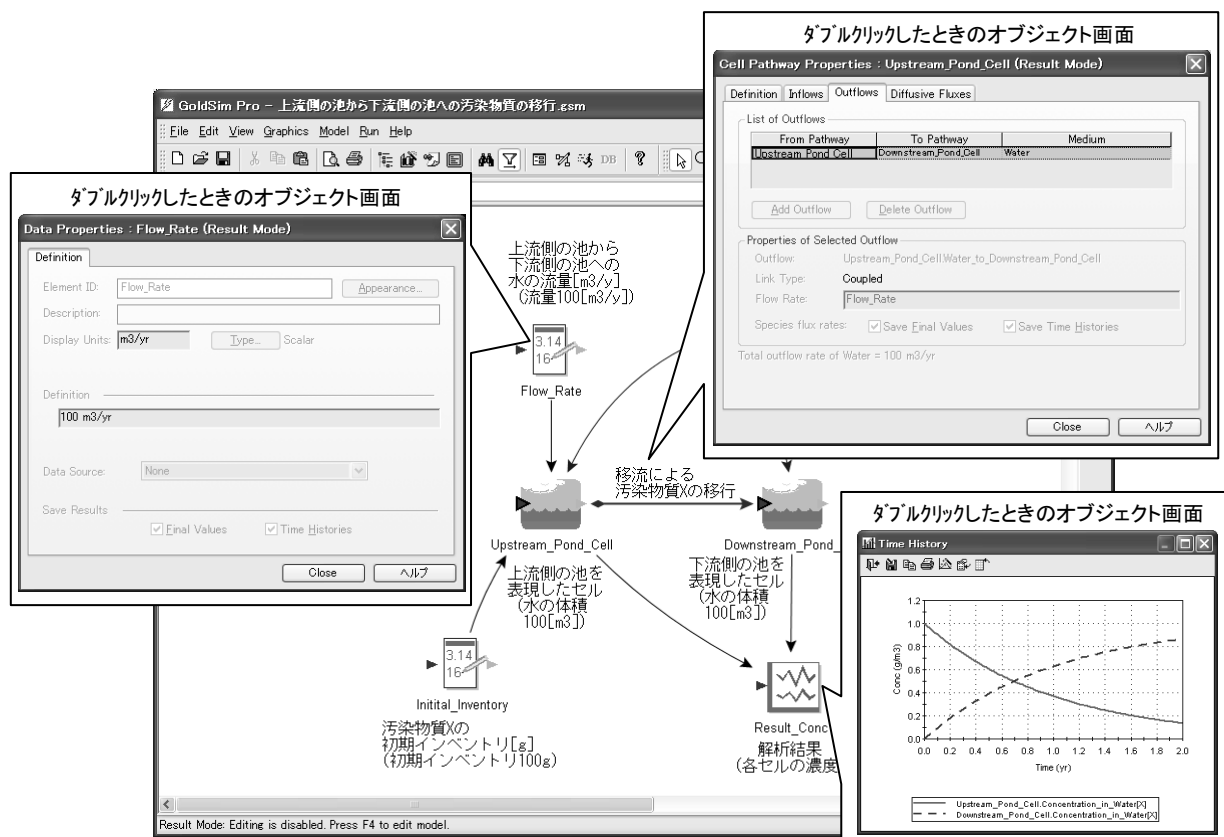 ﾀﾞﾌﾞﾙｸﾘｯｸしたときのオブジェクト画面
Cell Pathway Properties : Upstream_Pond_Cell (Result Mode)
Definition Inflows Outflows Diffusive Fluxes
List of Outflows
From Pathway To Pathway Medium
Upstream_Pond_Cell Downstream_Pond_Cell Water
Add Outflow Delete Outflow
Properties of Selected Outflow
Outflow: Upstream_Pond_Cell.Water_to_Downstream_Pond_Cell
Link Type: Coupled
Flow Rate: Flow_Rate
Species flux rates: Save Final Values Save Time Histories
Total outflow rate of Water = 100 m3/yr
Close ヘルプ
GoldSim Pro - 上流側の池から下流側の池への汚染物質の移行.gsm
File Edit View Graphics Model Run Help
DB
ﾀﾞﾌﾞﾙｸﾘｯｸしたときのオブジェクト画面
Data Properties : Flow_Rate (Result Mode)
Definition
Element ID: Flow_Rate Appearance...
Description:
Display Units: m3/yr Type... Scalar
Definition
100 m3/yr
Data Source: None
Save Results
Final Values Time Histories
Close ヘルプ
上流側の池から
下流側の池への
水の流量[m3/y]
(流量100[m3/y])
3.14
16
Flow_Rate
移流による
汚染物質Xの移行
Upstream_Pond_Cell
上流側の池を
表現したセル
(水の体積
100[m3])
Downstream_Pond_
下流側の池を
表現したセル
(水の体積
100[m3])
3.14
16
Initital_Inventory
汚染物質Xの
初期インベントリ[g]
(初期インベントリ100g)
Result_Conc
解析結果
(各セルの濃度
Result Mode: Editing is disabled. Press F4 to edit model.
ﾀﾞﾌﾞﾙｸﾘｯｸしたときのオブジェクト画面
Time History
Conc (g/m3)
1.2
1.0
0.8
0.6
0.4
0.2
0.0
0.0 0.2 0.4 0.6 0.8 1.0 1.2 1.4 1.6 1.8 2.0
Time (yr)
Upstream_Pond_Cell.Concentration_in_Water[X]
Downstream_Pond_Cell.Concentration_in_Water[X]